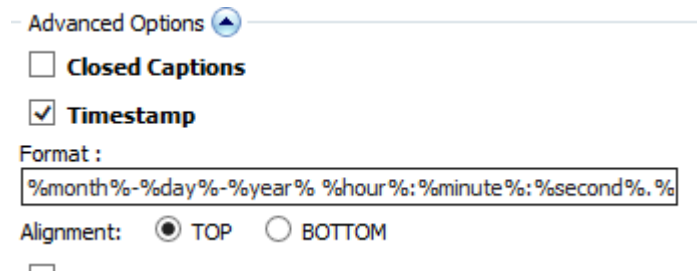 Advanced Options
Closed Captions
Timestamp
Format :
%month%-%day%-%year% %hour%:%minute%:%second%.%
Alignment: TOP BOTTOM